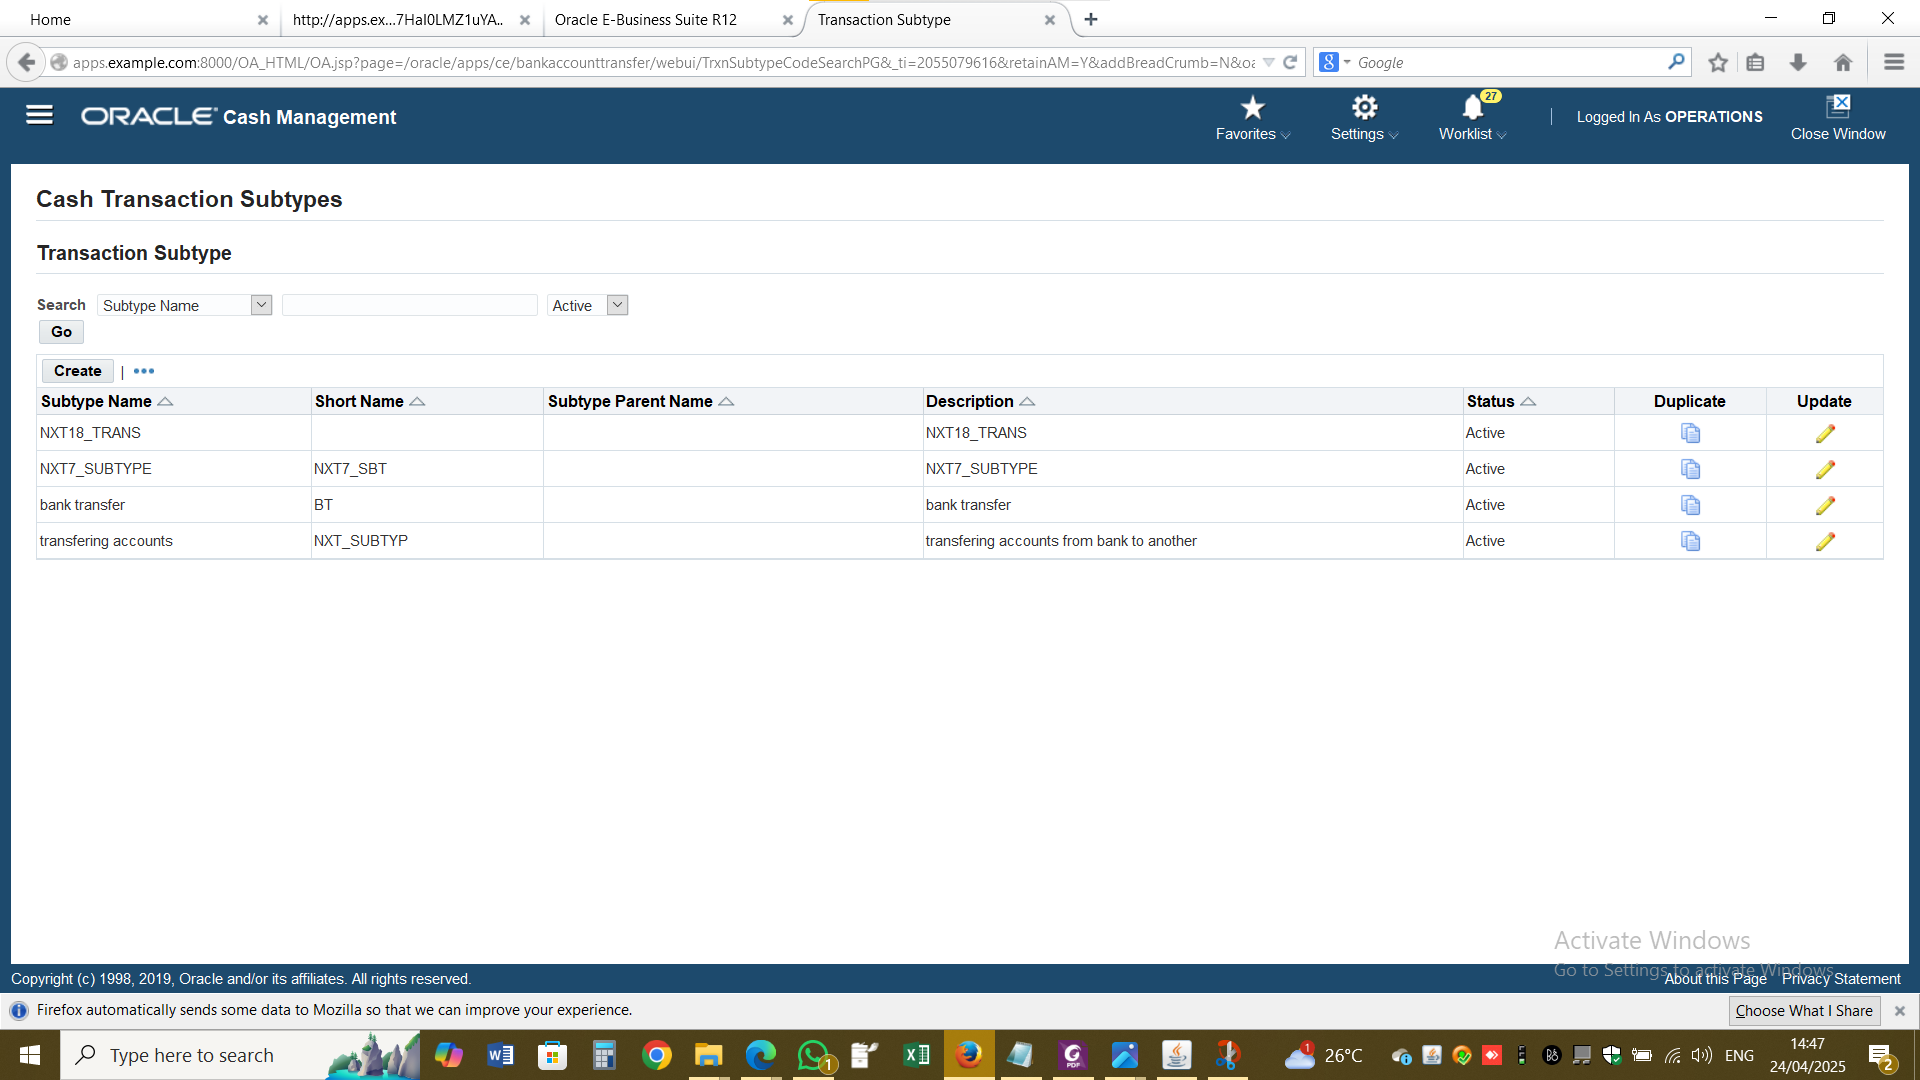 Home
http://apps.ex...7HaI0LMZ1uYA..
Oracle E-Business Suite R12
Transaction Subtype
apps.example.com:8000/OA_HTML/OA.jsp?page=/oracle/apps/ce/bankaccounttransfer/webui/TrxnSubtypeCodeSearchPG&_ti=2055079616&retainAM=Y&addBreadCrumb=N&oa
8 Google
ORACLE Cash Management
Favorites
Settings
27
Worklist
Logged In As OPERATIONS
Close Window
Cash Transaction Subtypes
Transaction Subtype
Search Subtype Name Active
Go
Create | •••
Subtype Name Short Name Subtype Parent Name Description Status Duplicate Update
NXT18_TRANS NXT18_TRANS Active
NXT7_SUBTYPE NXT7_SBT NXT7_SUBTYPE Active
bank transfer BT bank transfer Active
transfering accounts NXT_SUBTYP transfering accounts from bank to another Active
Activate Windows
Go to Settings to activate Windows.
Copyright (c) 1998, 2019, Oracle and/or its affiliates. All rights reserved.
About this Page Privacy Statement
Firefox automatically sends some data to Mozilla so that we can improve your experience.
Choose What I Share
Type here to search
1
PDF
1
26°C
ENG
14:47
24/04/2025
2